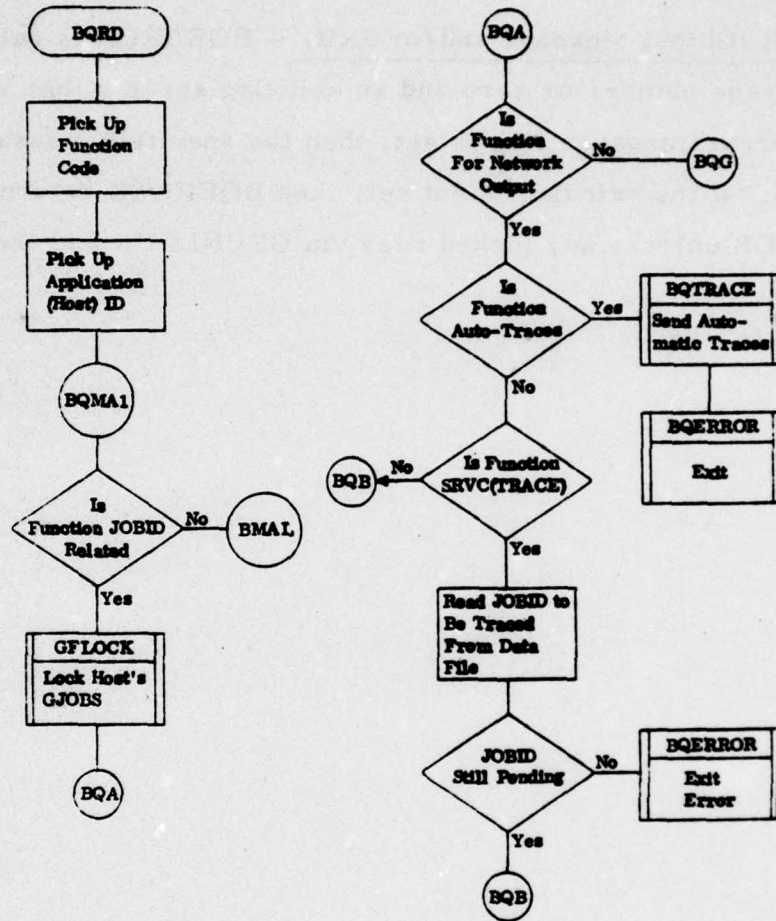 BQRD
Pick Up
Function
Code
Pick Up
Application
(Host) ID
BQMA1
Is
Function JOBID
Related
No
BMAL
Yes
GFLOCK
Lock Host's
GJOBS
BQA
BQA
Is
Function
For Network
Output
No
BQG
Yes
Is
Function
Auto-Traces
Yes
BQTRACE
Send Auto-
matic Traces
BQERROR
Exit
No
Is Function
SRVC(TRACE)
No
BQB
Yes
Read JOBID to
Be Traced
From Data
File
JOBID
Still Pending
No
BQERROR
Exit
Error
Yes
BQB